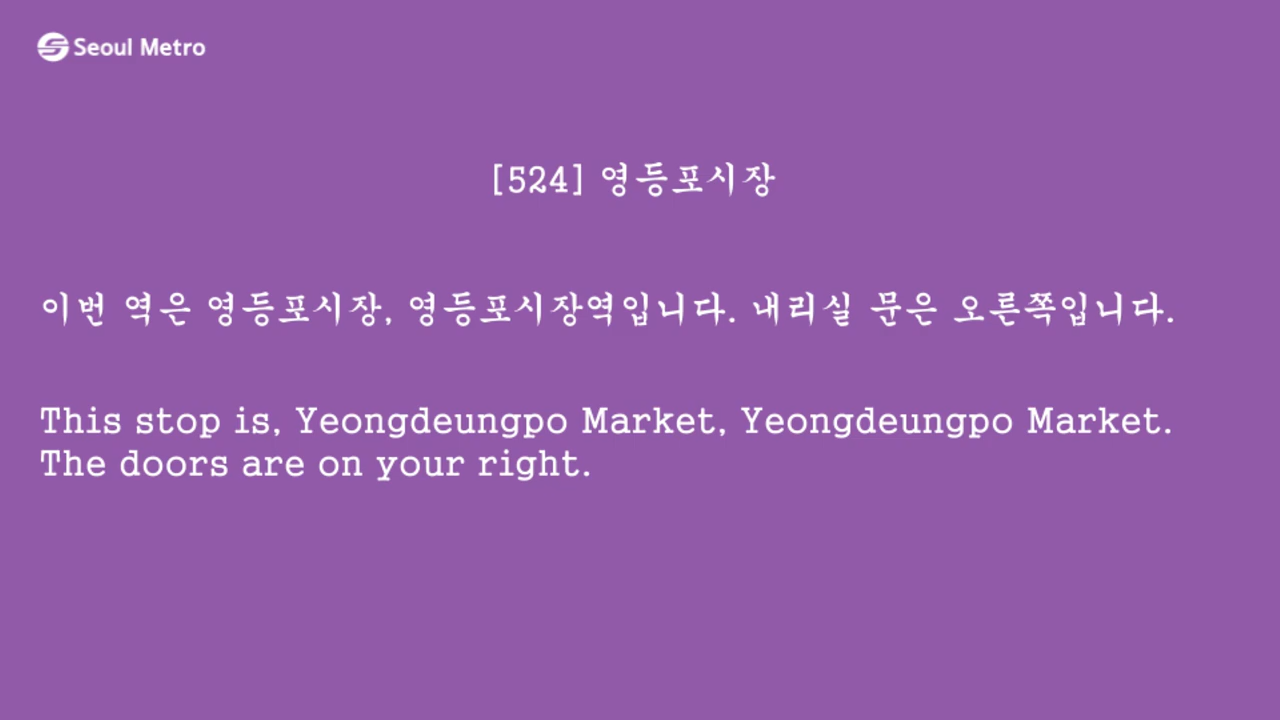 Seoul Metro
[524] 영등포시장
이번 역은 영등포시장, 영등포시장역입니다. 내리실 문은 오른쪽입니다.
This stop is, Yeongdeungpo Market, Yeongdeungpo Market.
The doors are on your right.